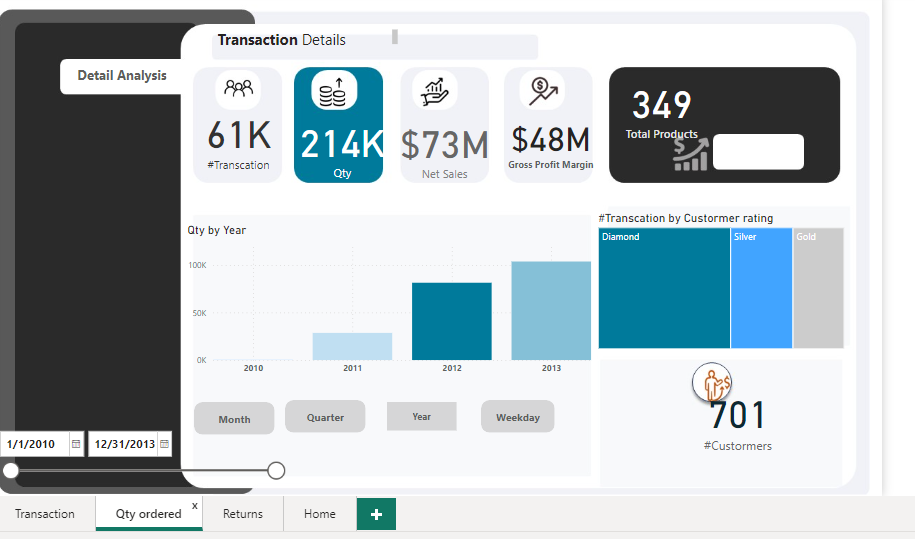 Transaction Details
Detail Analysis
61K
#Transcation
214K
Qty
$73M
Net Sales
$48M
Gross Profit Margin
349
Total Products
Qty by Year
100K
50K
0K
2010
2011
2012
2013
#Transcation by Custormer rating
Diamond
Silver
Gold
Month
Quarter
Year
Weekday
701
#Custormers
1/1/2010
12/31/2013
Transaction
Qty ordered
x
Returns
Home
+